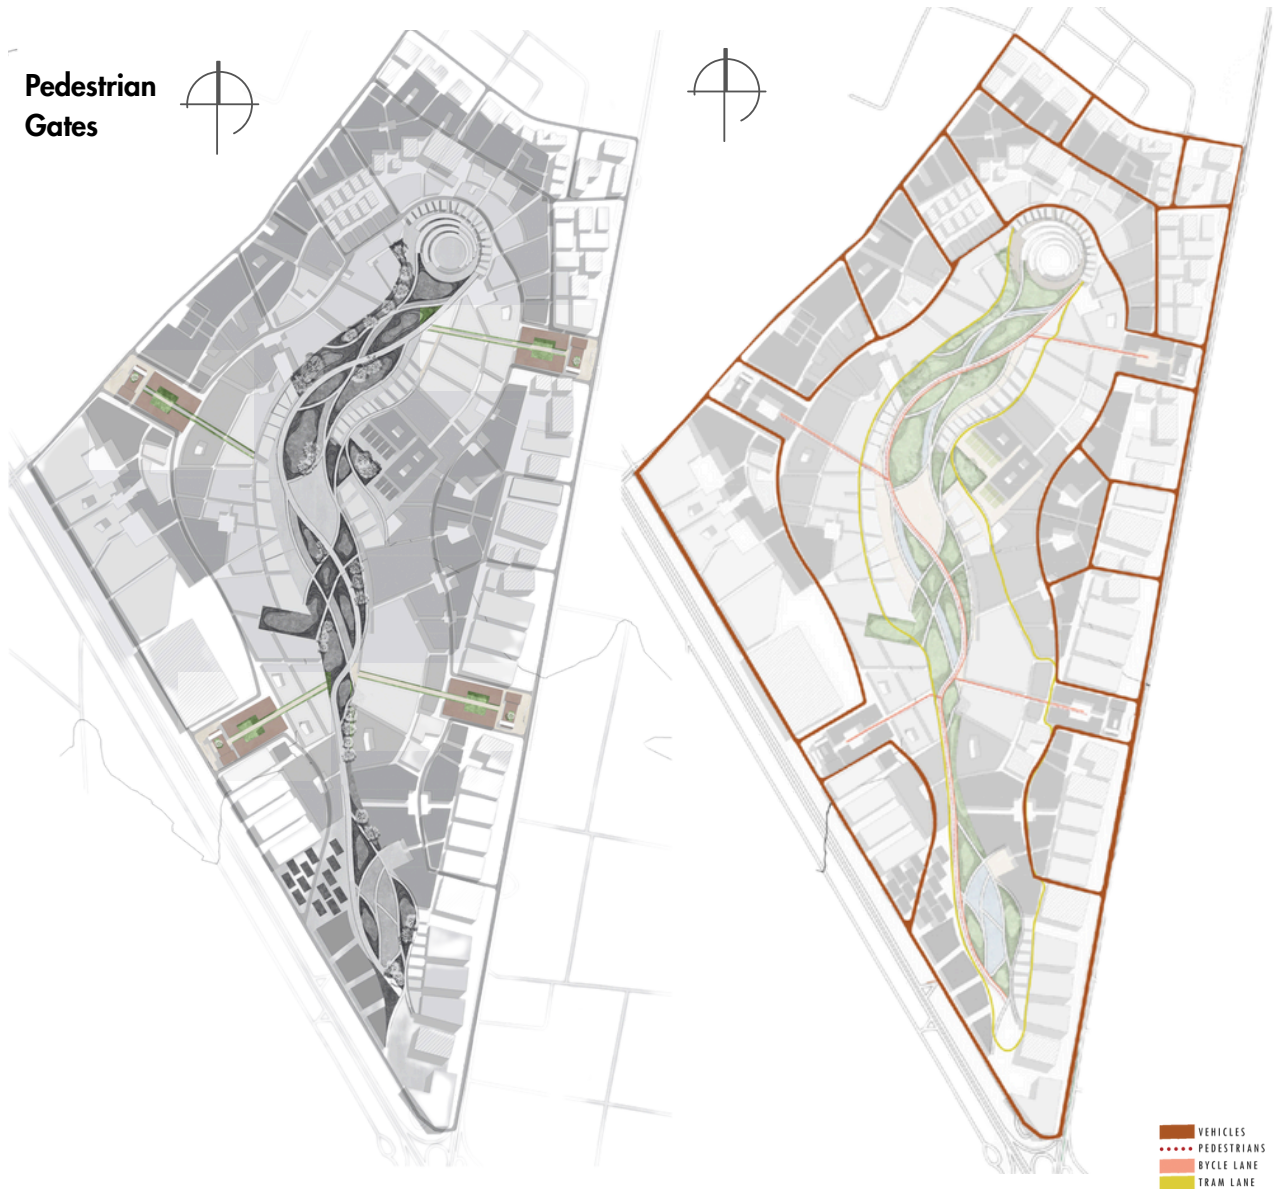 Pedestrian
Gates
VEHICLES
PEDESTRIANS
BYCLE LANE
TRAM LANE